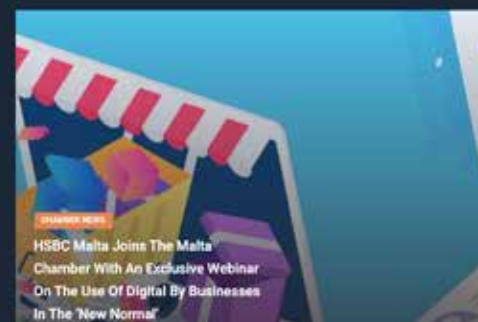 CHAMBER NEWS
HSBC Malta Joins The Malta
Chamber With An Exclusive Webinar
On The Use Of Digital By Businesses
In The 'New Normal'